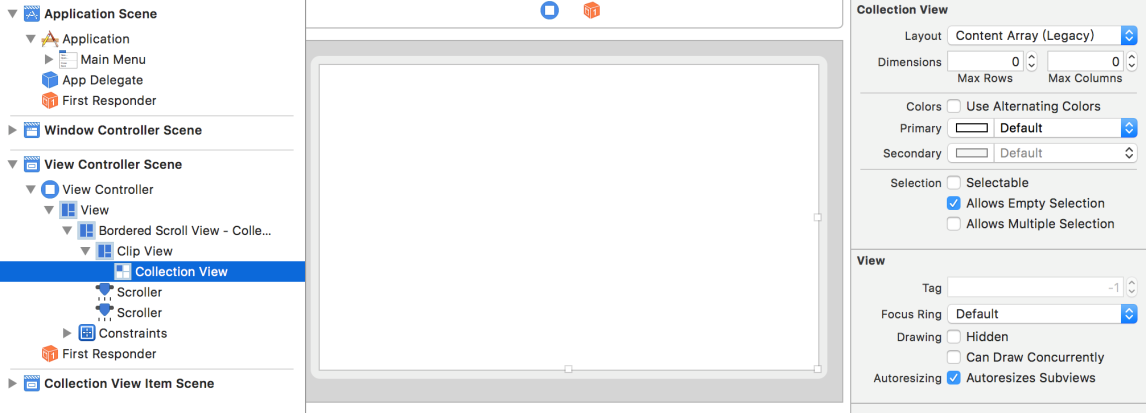 Application Scene
Application
Main Menu
App Delegate
First Responder
Window Controller Scene
View Controller Scene
View Controller
View
Bordered Scroll View - Colle...
Clip View
Collection View
Scroller
Scroller
Constraints
First Responder
Collection View Item Scene
Collection View
Layout Content Array (Legacy)
Dimensions 0 0
Max Rows Max Columns
Colors Use Alternating Colors
Primary Default
Secondary Default
Selection Selectable
Allows Empty Selection
Allows Multiple Selection
View
Tag -1
Focus Ring Default
Drawing Hidden
Can Draw Concurrently
Autoresizing Autoresizes Subviews